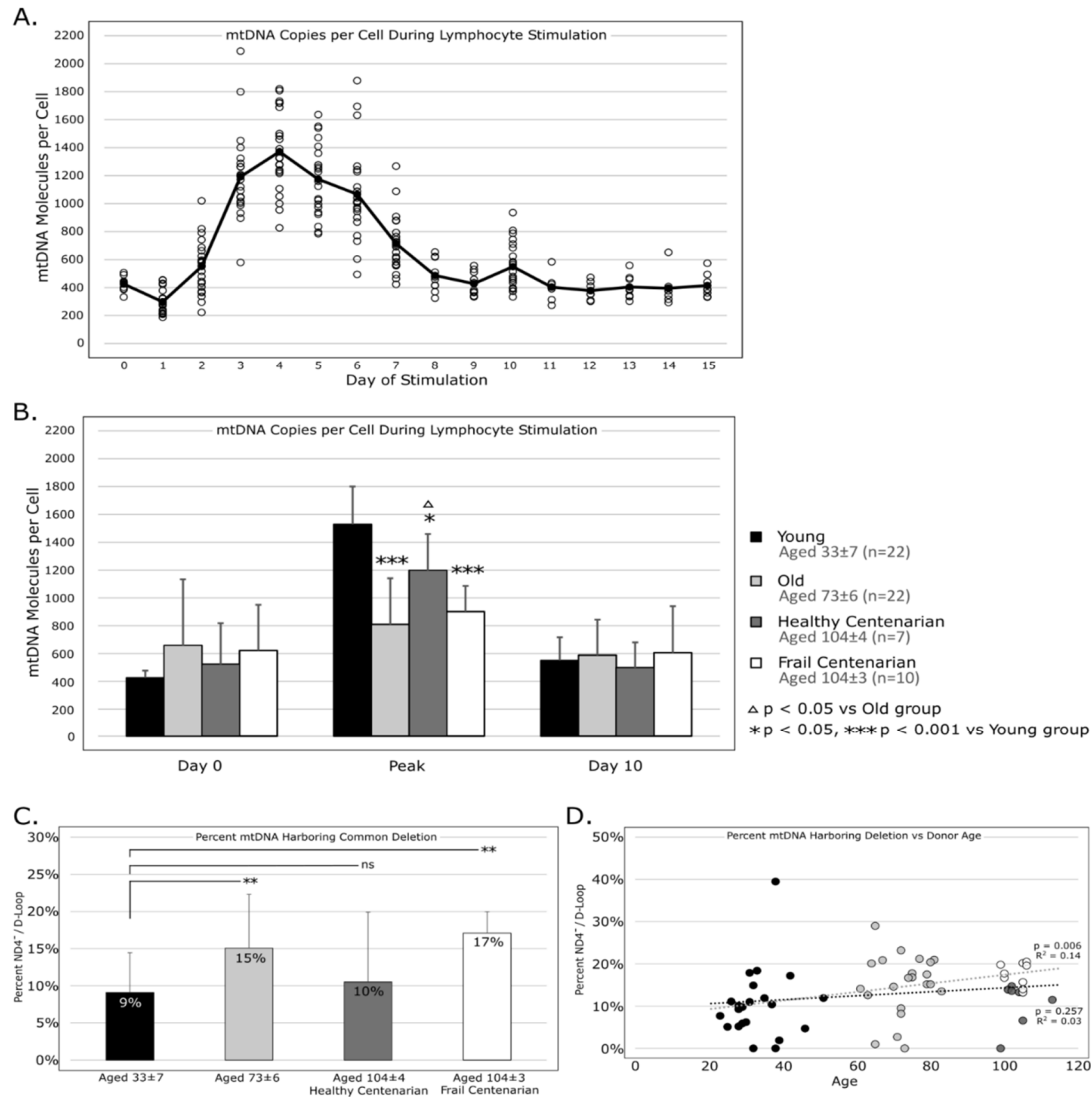 A.
mtDNA Copies per Cell During Lymphocyte Stimulation
mtDNA Molecules per Cell
2200
2000
1800
1600
1400
1200
1000
800
600
400
200
0
0 1 2 3 4 5 6 7 8 9 10 11 12 13 14 15
Day of Stimulation
B.
mtDNA Copies per Cell During Lymphocyte Stimulation
mtDNA Molecules per Cell
2200
2000
1800
1600
1400
1200
1000
800
600
400
200
0
***
△
*
***
Day 0 Peak Day 10
Young
Aged 33±7 (n=22)
Old
Aged 73±6 (n=22)
Healthy Centenarian
Aged 104±4 (n=7)
Frail Centenarian
Aged 104±3 (n=10)
△ p < 0.05 vs Old group
* p < 0.05, *** p < 0.001 vs Young group
C.
Percent mtDNA Harboring Common Deletion
Percent ND4⁻/ D-Loop
30%
25%
20%
15%
10%
5%
0%
**
ns
**
9%
15%
10%
17%
Aged 33±7
Aged 73±6
Aged 104±4
Healthy Centenarian
Aged 104±3
Frail Centenarian
D.
Percent mtDNA Harboring Deletion vs Donor Age
Percent ND4⁻/ D-Loop
50%
40%
30%
20%
10%
0%
p = 0.006
R² = 0.14
p = 0.257
R² = 0.03
0 20 40 60 80 100 120
Age